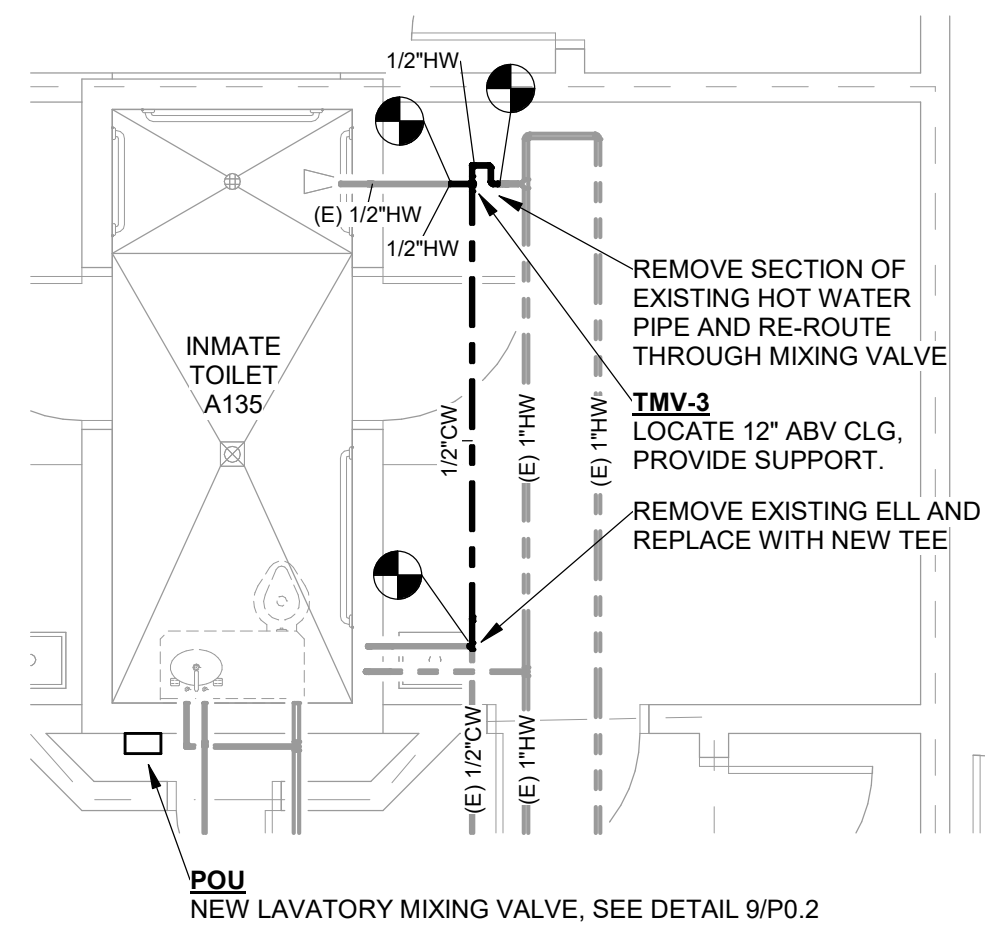 1/2"HW
(E) 1/2"HW
1/2"HW
REMOVE SECTION OF
EXISTING HOT WATER
PIPE AND RE-ROUTE
THROUGH MIXING VALVE
INMATE
TOILET
A135
TMV-3
LOCATE 12" ABV CLG,
PROVIDE SUPPORT.
1/2"CW
(E) 1"HW
(E) 1"HW
REMOVE EXISTING ELL AND
REPLACE WITH NEW TEE
(E) 1/2"CW
(E) 1"HW
POU
NEW LAVATORY MIXING VALVE, SEE DETAIL 9/P0.2